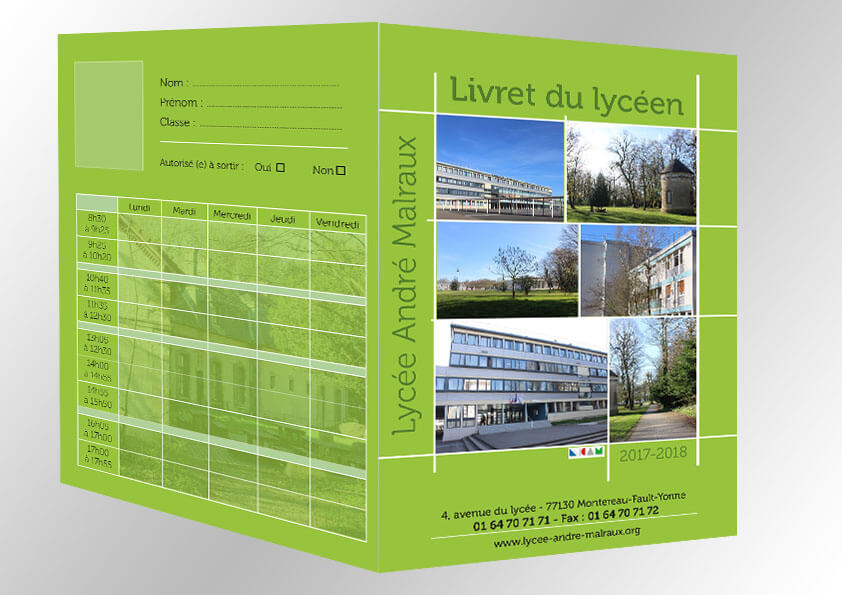 Nom :
Prénom :
Classe :
Autorisé (e) à sortir : Oui Non
Lundi Mardi Mercredi Jeudi Vendredi
8h30
à 9h25
9h25
à 10h20
10h40
à 11h35
11h35
à 12h30
13h05
à 12h30
14h00
à 14h55
14h55
à 15h50
16h05
à 17h00
17h00
à 17h55
Livret du lycéen
Lycée André Malraux
LCAM
2017-2018
4, avenue du lycée - 77130 Montereau-Fault-Yonne
01 64 70 71 71 - Fax : 01 64 70 71 72
www.lycee-andre-malraux.org